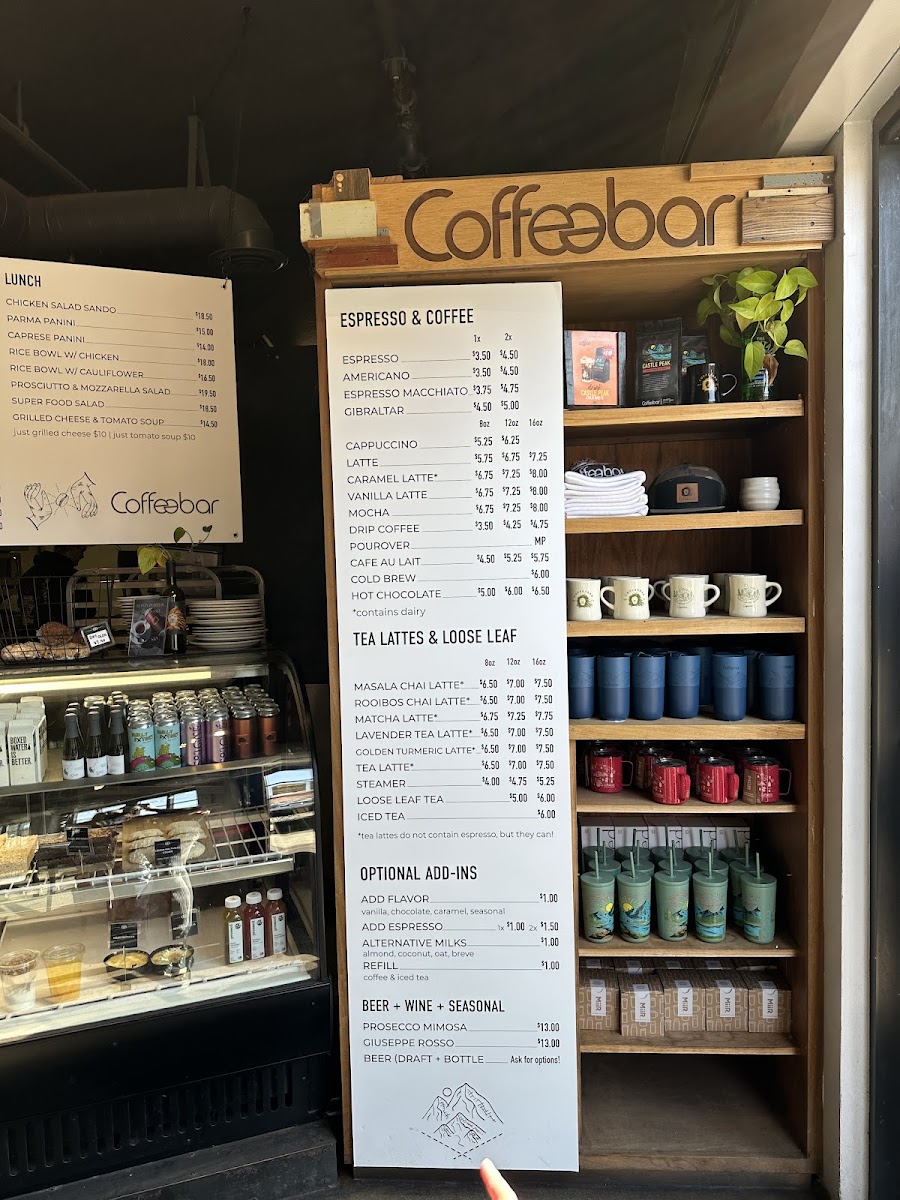 Coffeebar
LUNCH
CHICKEN SALAD SANDO $18.50
PARMA PANINI $15.00
CAPRESE PANINI $14.00
RICE BOWL W/ CHICKEN $18.00
RICE BOWL W/ CAULIFLOWER $16.50
PROSCIUTTO & MOZZARELLA SALAD $19.50
SUPER FOOD SALAD $18.50
GRILLED CHEESE & TOMATO SOUP $14.50
just grilled cheese $10 | just tomato soup $10
Coffeebar
ESPRESSO & COFFEE
1x 2x
ESPRESSO $3.50 $4.50
AMERICANO $3.50 $4.50
ESPRESSO MACCHIATO $3.75 $4.75
GIBRALTAR $4.50 $5.00
8oz 12oz 16oz
CAPPUCCINO $5.25 $6.25
LATTE $5.75 $6.75 $7.25
CARAMEL LATTE* $6.75 $7.25 $8.00
VANILLA LATTE $6.75 $7.25 $8.00
MOCHA $6.75 $7.25 $8.00
DRIP COFFEE $3.50 $4.25 $4.75
POUROVER MP
CAFE AU LAIT $4.50 $5.25 $5.75
COLD BREW $6.00
HOT CHOCOLATE $5.00 $6.00 $6.50
*contains dairy
TEA LATTES & LOOSE LEAF
8oz 12oz 16oz
MASALA CHAI LATTE* $6.50 $7.00 $7.50
ROOIBOS CHAI LATTE* $6.50 $7.00 $7.50
MATCHA LATTE* $6.75 $7.25 $7.75
LAVENDER TEA LATTE* $6.50 $7.00 $7.50
GOLDEN TURMERIC LATTE* $6.50 $7.00 $7.50
TEA LATTE* $6.50 $7.00 $7.50
STEAMER $4.00 $4.75 $5.25
LOOSE LEAF TEA $5.00 $6.00
ICED TEA $6.00
*tea lattes do not contain espresso, but they can!
OPTIONAL ADD-INS
ADD FLAVOR $1.00
vanilla, chocolate, caramel, seasonal
ADD ESPRESSO 1x $1.00 2x $1.50
ALTERNATIVE MILKS $1.00
almond, coconut, oat, breve
REFILL $1.00
coffee & iced tea
BEER + WINE + SEASONAL
PROSECCO MIMOSA $13.00
GIUSEPPE ROSSO $13.00
BEER (DRAFT + BOTTLE Ask for options!
CASTLE PEAK
Coffeebar
BOXED
WATER
IS
BETTER.
MiiR
MiiR
MiiR
MiiR
MiiR